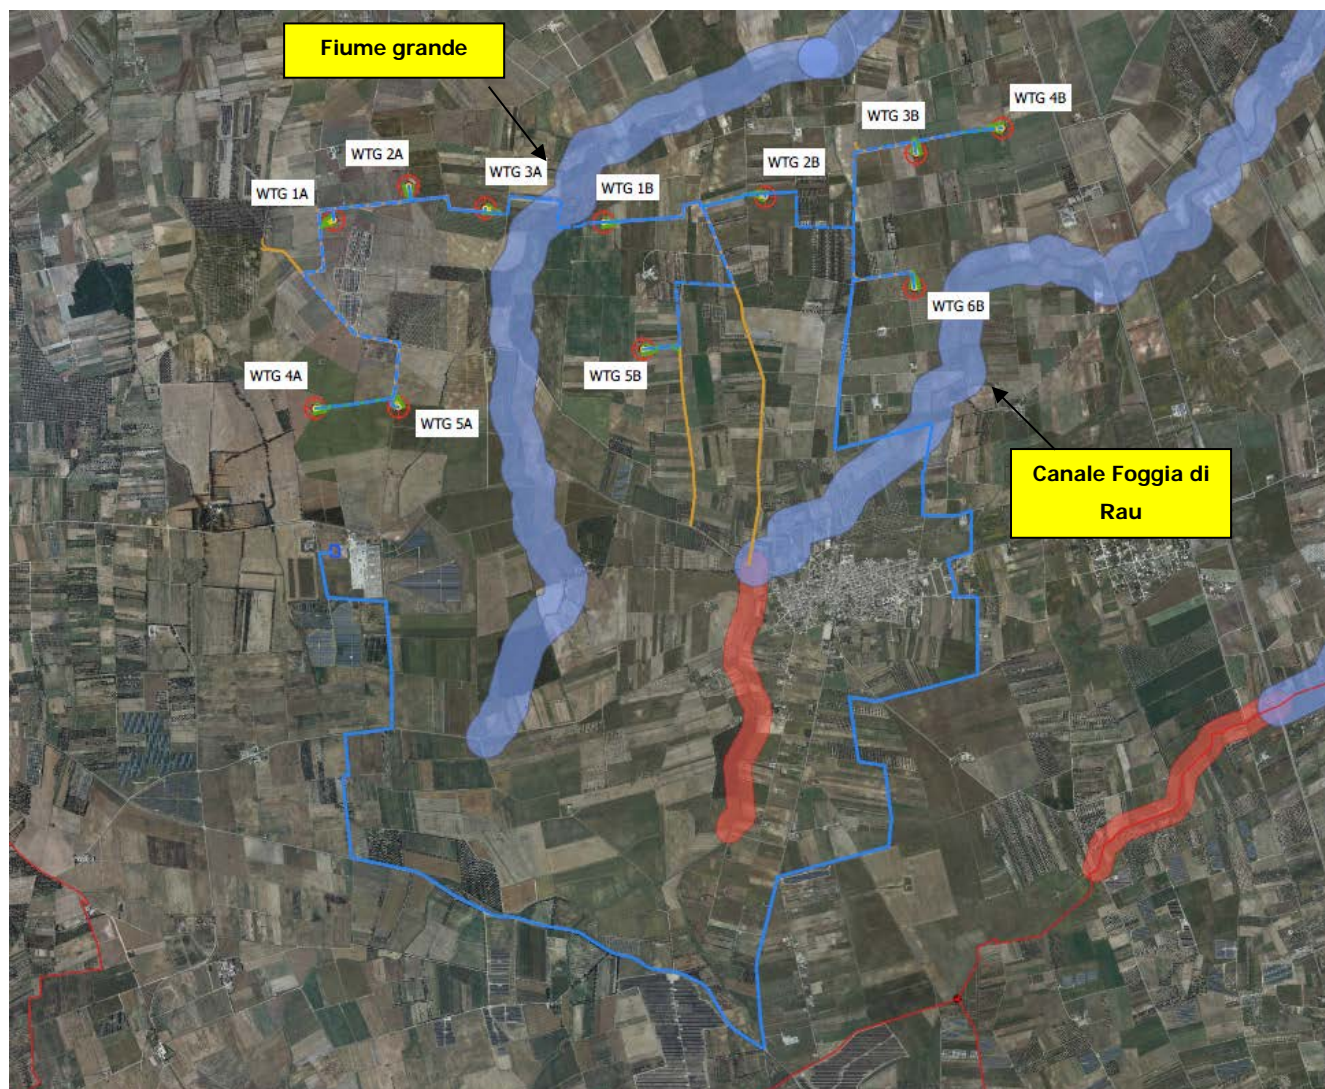 Fiume grande
WTG 4B
WTG 3B
WTG 2A
WTG 2B
WTG 3A
WTG 1A
WTG 1B
WTG 6B
WTG 5B
WTG 4A
WTG 5A
Canale Foggia di
Rau